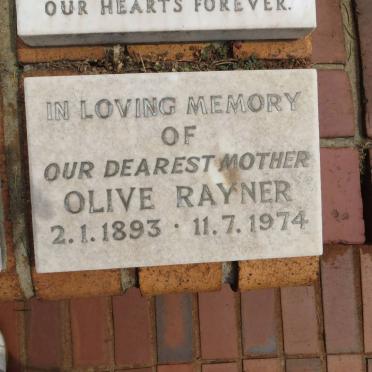 OUR HEARTS FOREVER.
IN LOVING MEMORY
OF
OUR DEAREST MOTHER
OLIVE RAYNER
2.1.1893 · 11.7.1974